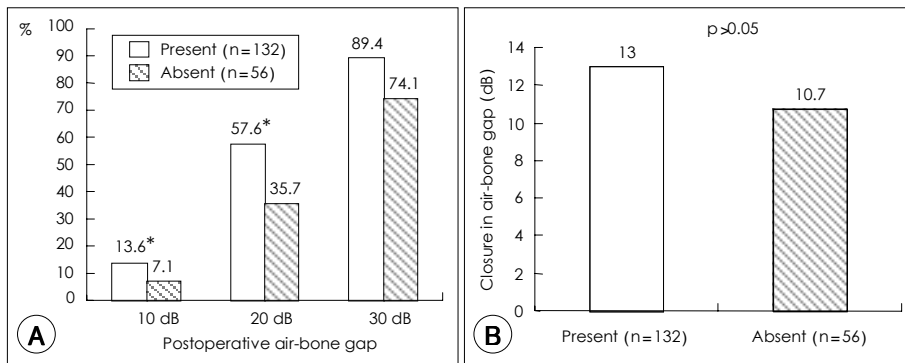 %
100
90
80
70
60
50
40
30
20
10
0
Present (n=132)
Absent (n=56)
13.6*
7.1
57.6*
35.7
89.4
74.1
10 dB
20 dB
30 dB
Postoperative air-bone gap
A
p>0.05
Closure in air-bone gap (dB)
14
12
10
8
6
4
2
0
13
10.7
Present (n=132)
Absent (n=56)
B